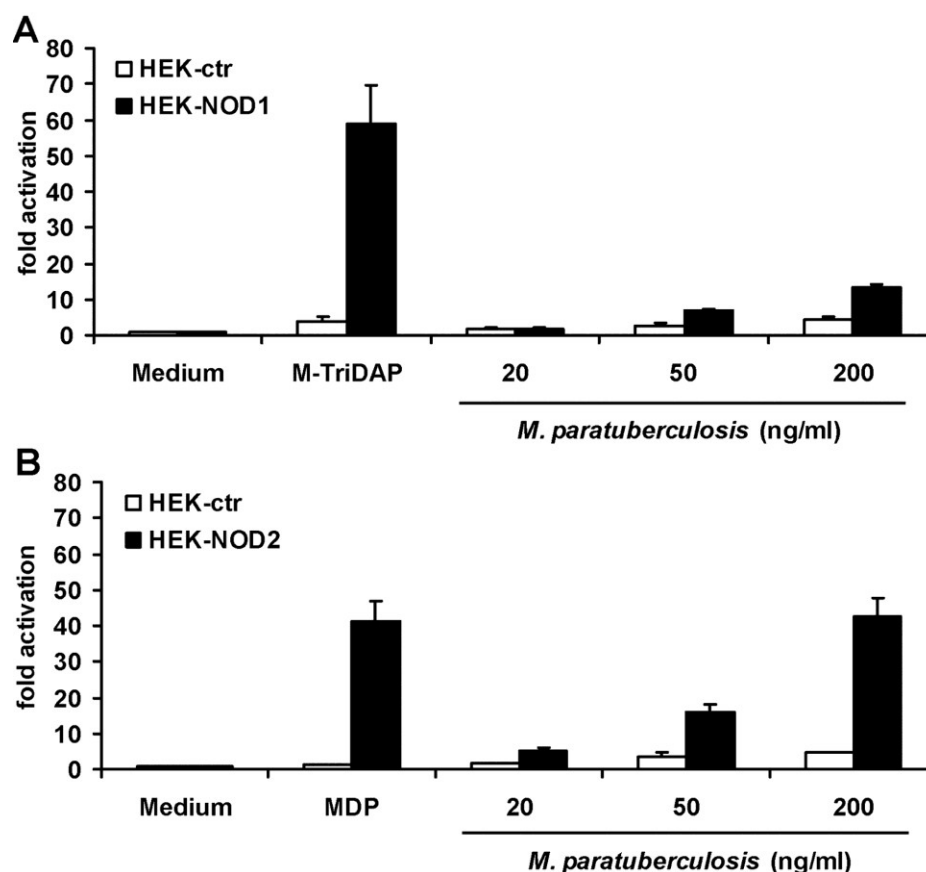 A
80
70
60
50
40
30
20
10
0
fold activation
HEK-ctr
HEK-NOD1
Medium M-TriDAP 20 50 200
M. paratuberculosis (ng/ml)
B
80
70
60
50
40
30
20
10
0
fold activation
HEK-ctr
HEK-NOD2
Medium MDP 20 50 200
M. paratuberculosis (ng/ml)